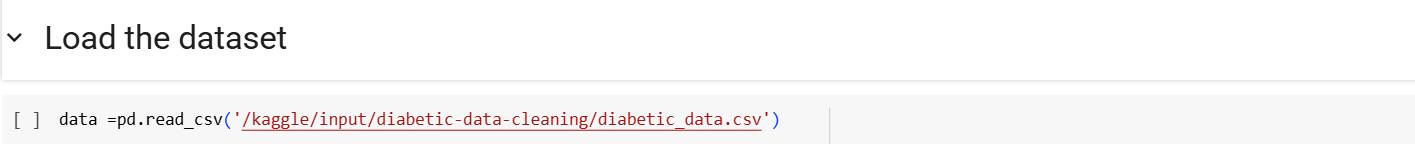 Load the dataset
[ ] data =pd.read_csv('/kaggle/input/diabetic-data-cleaning/diabetic_data.csv')